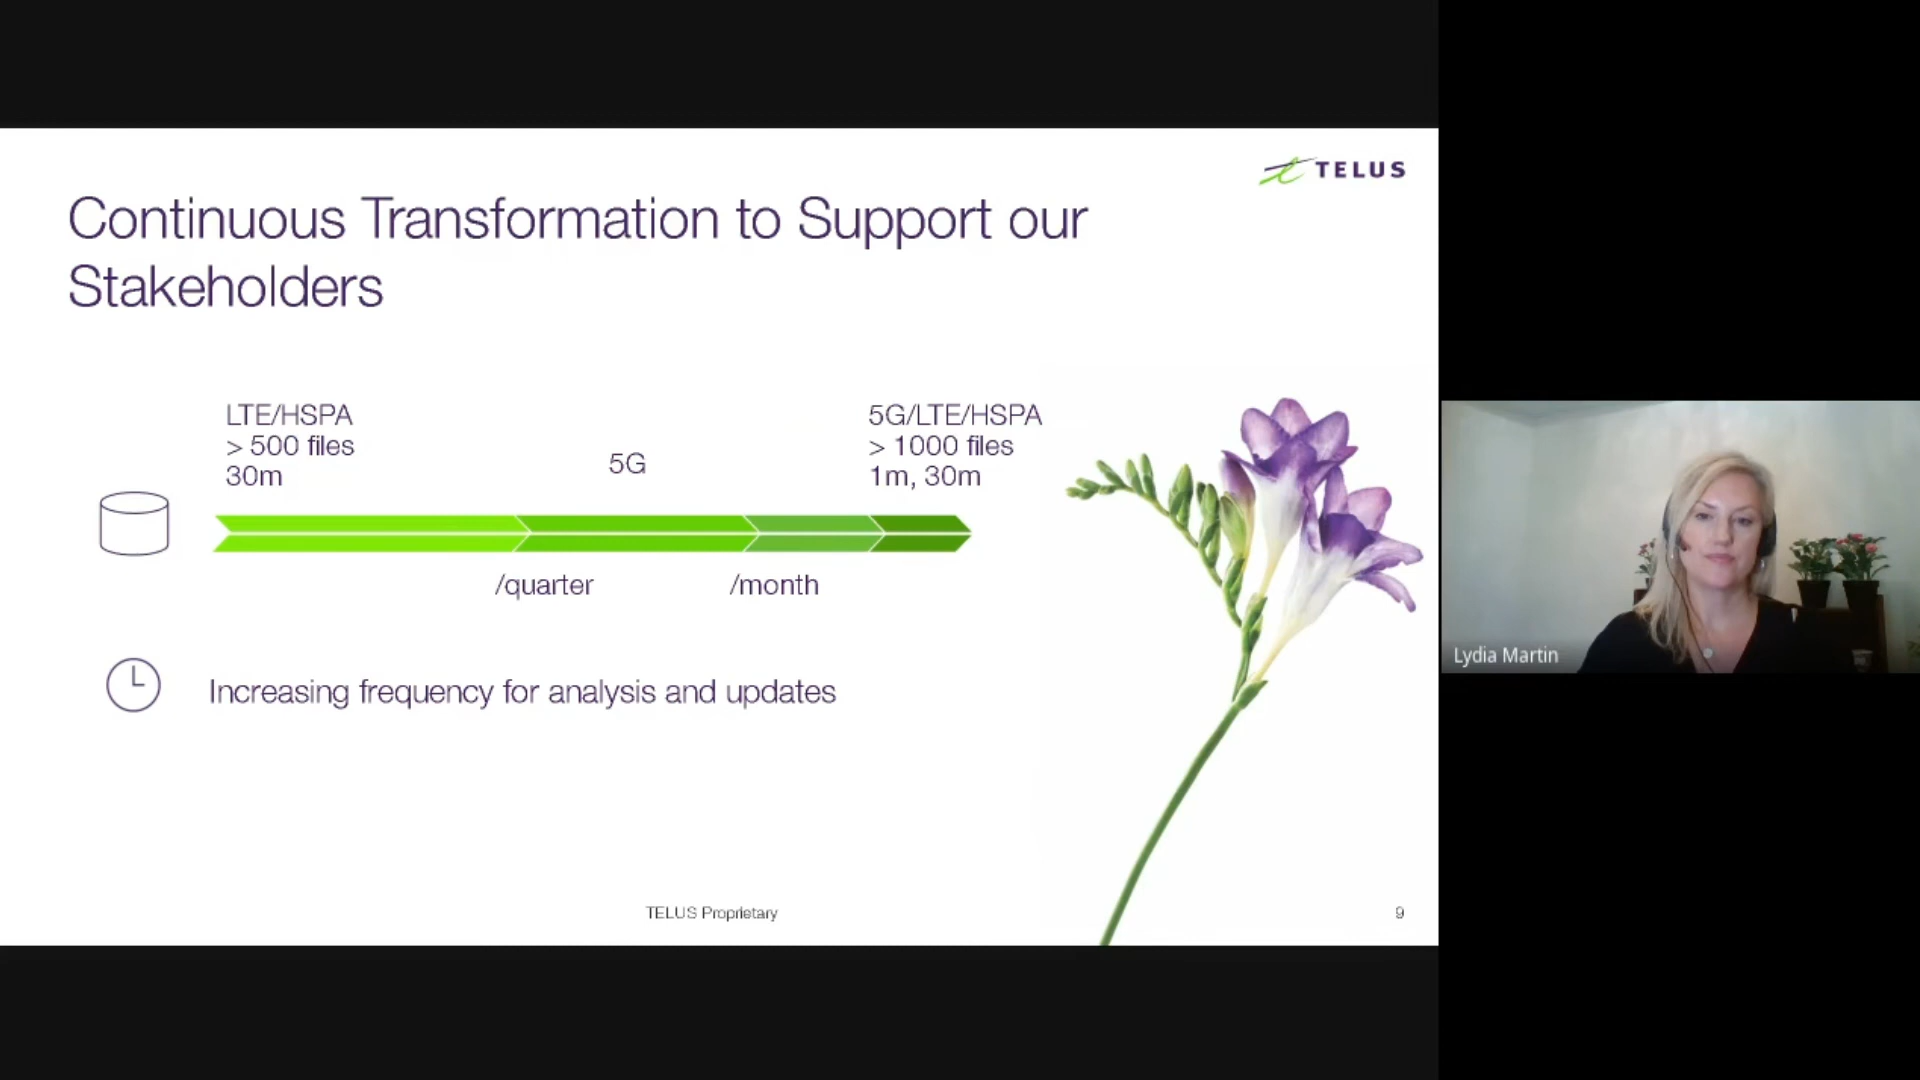 TELUS
Continuous Transformation to Support our
Stakeholders
LTE/HSPA
> 500 files
30m
5G
5G/LTE/HSPA
> 1000 files
1m, 30m
/quarter
/month
Increasing frequency for analysis and updates
TELUS Proprietary
9
Lydia Martin